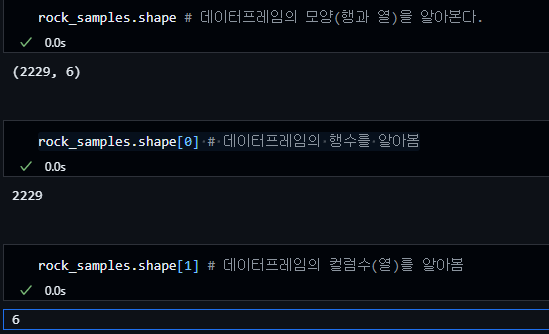 rock_samples.shape # 데이터프레임의 모양(행과 열)을 알아본다.
0.0s
(2229, 6)
rock_samples.shape[0] # 데이터프레임의 행수를 알아봄
0.0s
2229
rock_samples.shape[1] # 데이터프레임의 컬럼수(열)를 알아봄
0.0s
6